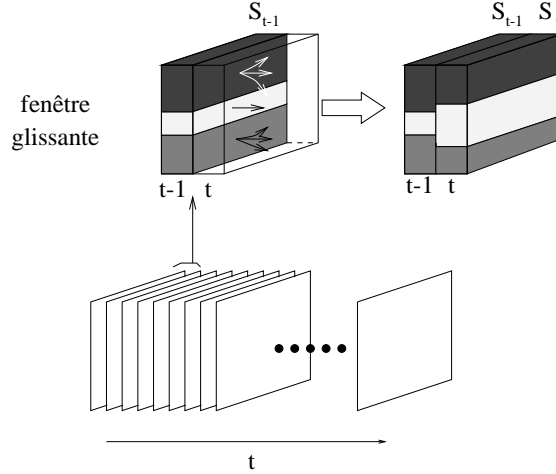 S_{t-1}
S_{t-1} S
fenêtre
glissante
t-1 t
t-1 t
t